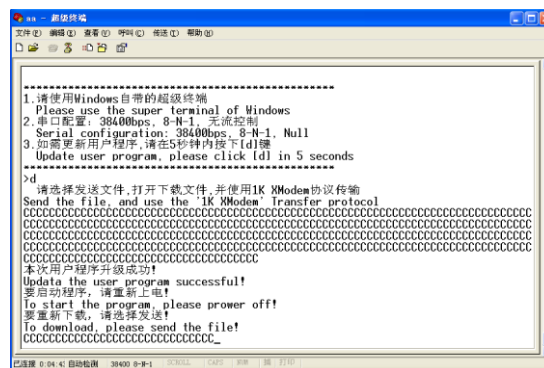 aa - 超级终端
文件(F) 编辑(E) 查看(V) 呼叫(C) 传送(T) 帮助(H)
**************************************************
1.请使用Windows自带的超级终端
Please use the super terminal of Windows
2.串口配置: 38400bps, 8-N-1, 无流控制
Serial configuration: 38400bps, 8-N-1, Null
3.如需更新用户程序,请在5秒钟内按下[d]键
Update user program, please click [d] in 5 seconds
**************************************************
>d
请选择发送文件,打开下载文件,并使用1K XModem协议传输
Send the file, and use the '1K XModem' Transfer protocol
CCCCCCCCCCCCCCCCCCCCCCCCCCCCCCCCCCCCCCCCCCCCCCCCCCCCCCCCCCCCCCCCCCCCCCCCCCCCCCCC
CCCCCCCCCCCCCCCCCCCCCCCCCCCCCCCCCCCCCCCCCCCCCCCCCCCCCCCCCCCCCCCCCCCCCCCCCCCCCCCC
CCCCCCCCCCCCCCCCCCCCCCCCCCCCCCCCCCCCCCCCCCCCCCCCCCCCCCCCCCCCCCCCCCCCCCCCCCCCCCCC
CCCCCCCCCCCCCCCCCCCCCCCCCCCCCCCCCCCCCCCCCCCCCCCCCCCCCCCCCCCCCCCCCCCCCCCCCCCCCCCC
CCCCCCCCCCCCCCCCCCCCCCCCCCCCCCCCCCCCC
本次用户程序升级成功!
Updata the user program successful!
要启动程序, 请重新上电!
To start the program, please prower off!
要重新下载, 请选择发送!
To download, please send the file!
CCCCCCCCCCCCCCCCCCCCCCCCCCCCCC_
已连接 0:04:41 自动检测 38400 8-N-1 SCROLL CAPS NUM 捕 打印